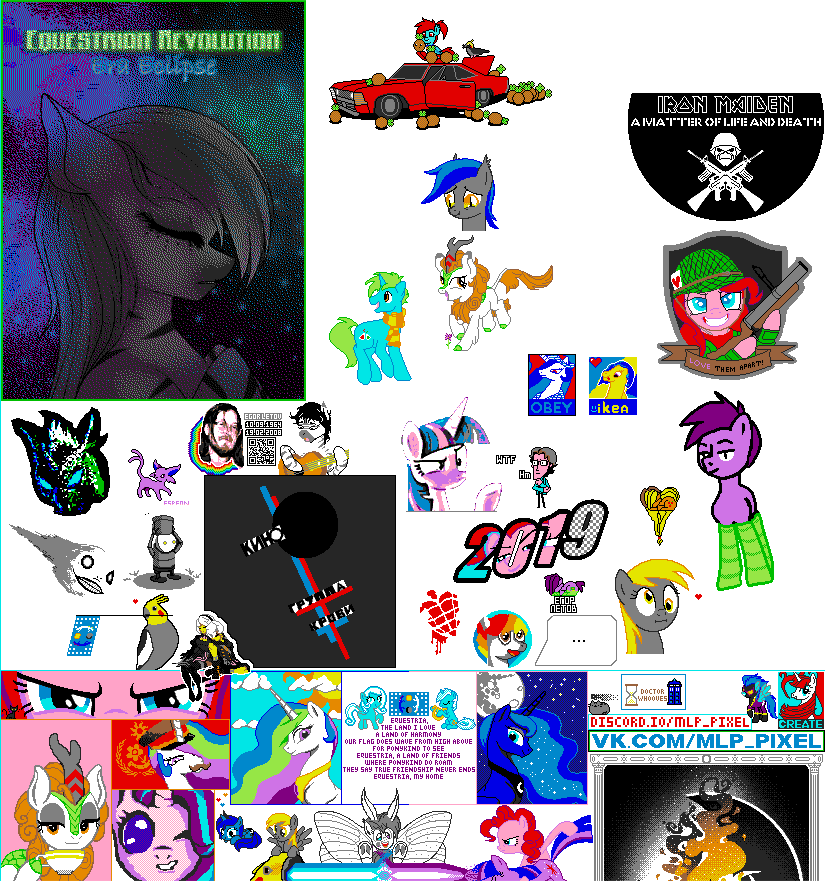 EQUESTRIAN REVOLUTION
End Eclipse
IRON MAIDEN
A MATTER OF LIFE AND DEATH
LOVE THEM APART!
OBEY
ikea
EGORLETOV
10.09.1964
19.02.2008
ESPEON
WTF
Hm
КИНО
ГРУППА
КРОВИ
2019
ЕГОР
ЛЕТОВ
...
DOCTOR
WHOOVES
CREATE
DISCORD.IO/MLP_PIXEL
VK.COM/MLP_PIXEL
EQUESTRIA,
THE LAND I LOVE
A LAND OF HARMONY
OUR FLAG DOES WAVE FROM HIGH ABOVE
FOR PONYKIND TO SEE
EQUESTRIA, A LAND OF FRIENDS
WHERE PONYKIND DO ROAM
THEY SAY TRUE FRIENDSHIP NEVER ENDS
EQUESTRIA, MY HOME